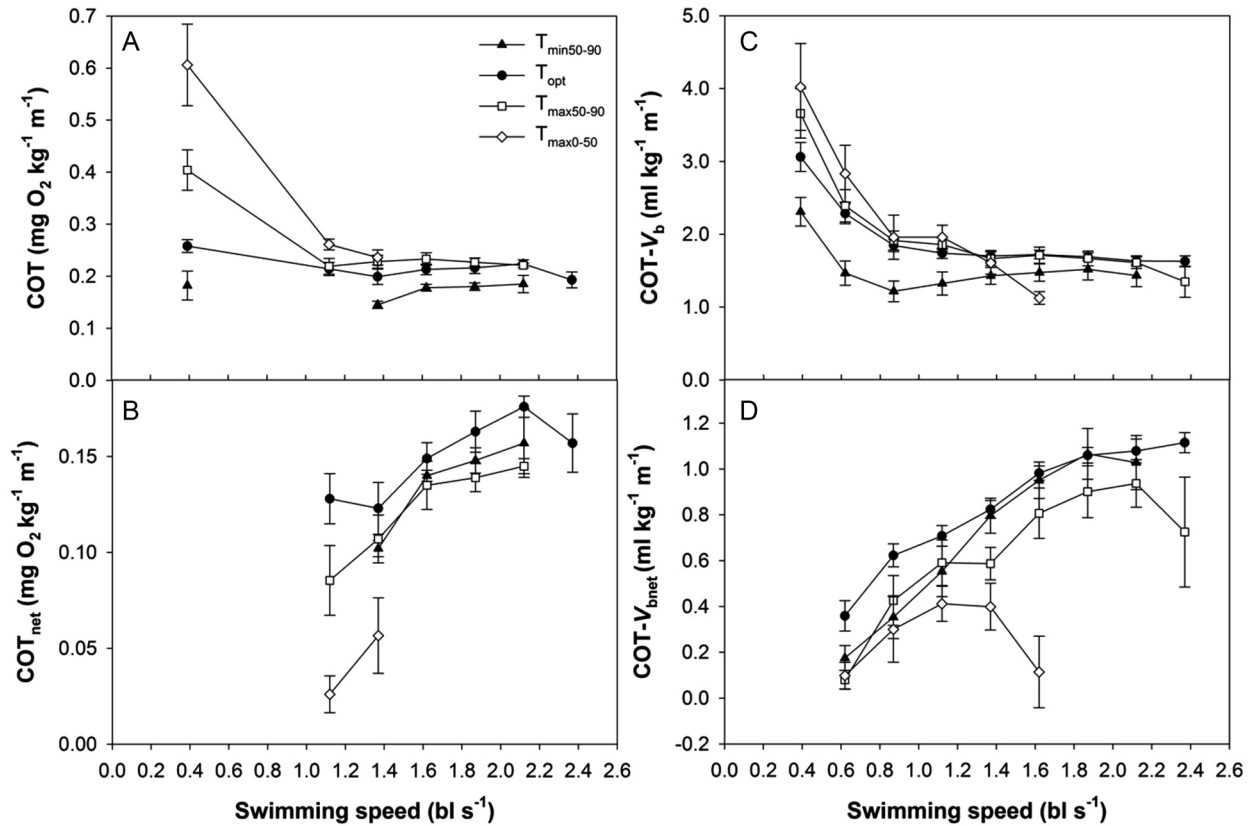 A
0.7
0.6
0.5
0.4
0.3
0.2
0.1
0.0
COT (mg O2 kg-1 m-1)
Tmin50-90
Topt
Tmax50-90
Tmax0-50
C
5.0
4.0
3.0
2.0
1.0
0.0
COT-Vb (ml kg-1 m-1)
B
0.15
0.10
0.05
0.00
COTnet (mg O2 kg-1 m-1)
0.0 0.2 0.4 0.6 0.8 1.0 1.2 1.4 1.6 1.8 2.0 2.2 2.4 2.6
Swimming speed (bl s-1)
D
1.2
1.0
0.8
0.6
0.4
0.2
0.0
-0.2
COT-Vbnet (ml kg-1 m-1)
0.0 0.2 0.4 0.6 0.8 1.0 1.2 1.4 1.6 1.8 2.0 2.2 2.4 2.6
Swimming speed (bl s-1)